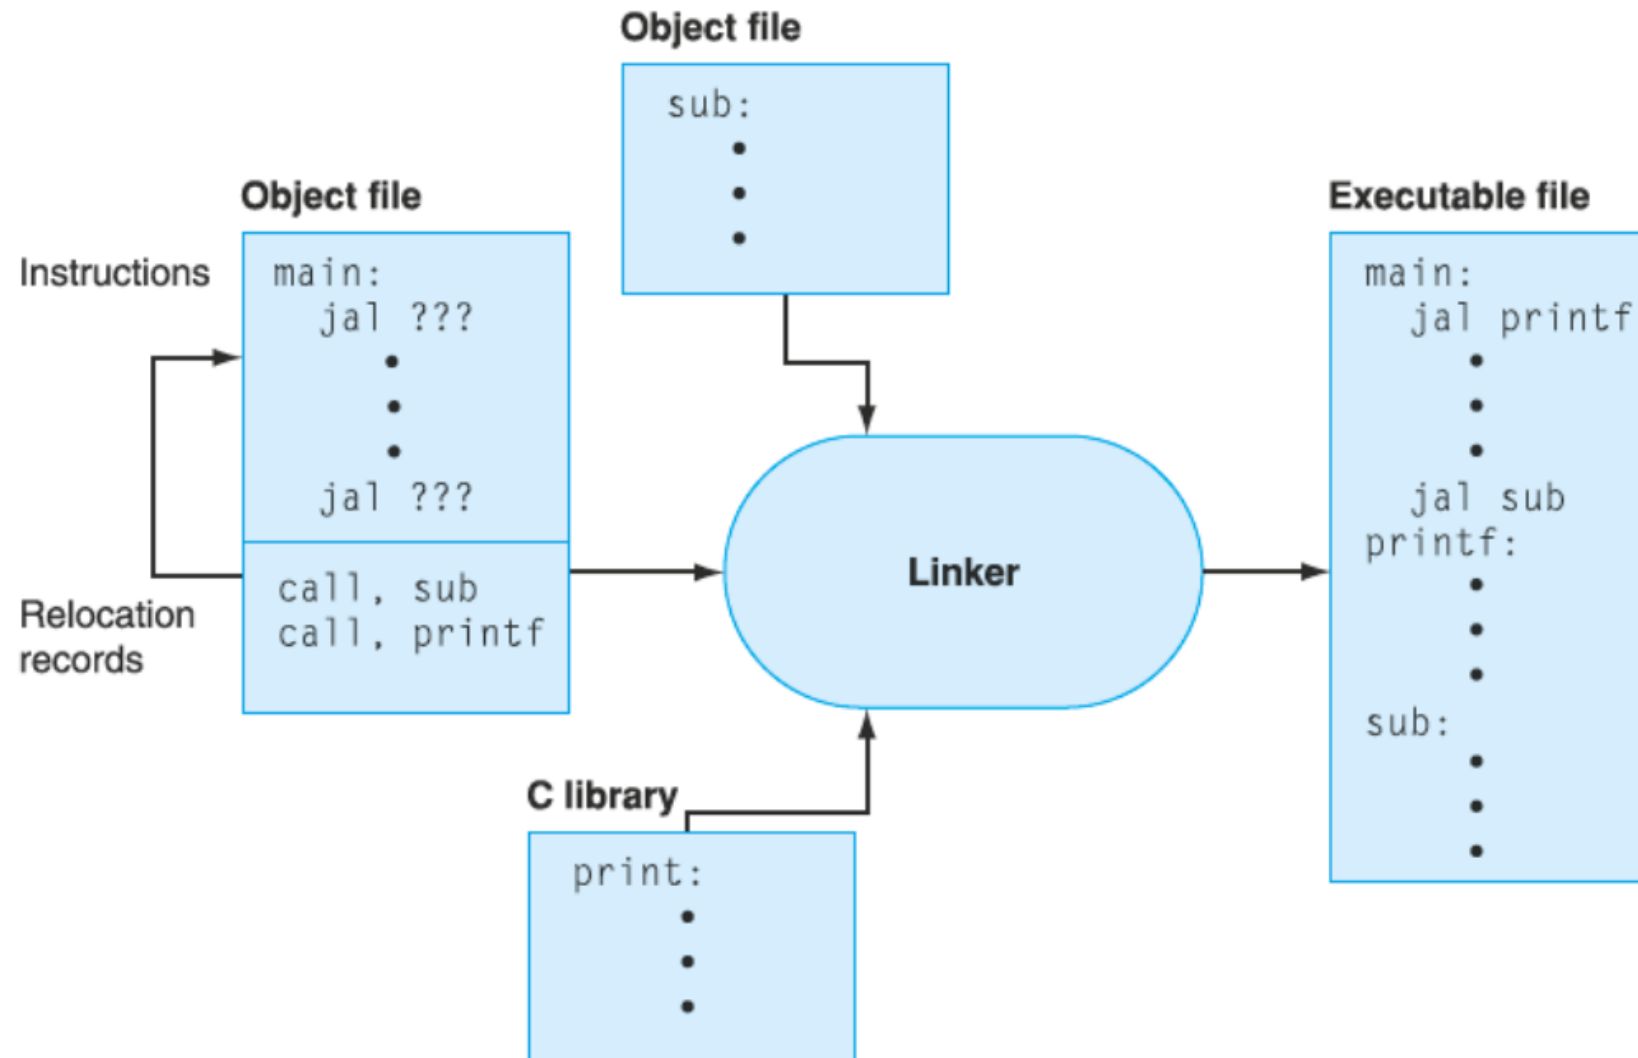 Object file
sub:
Object file
Instructions
main:
jal ???
jal ???
Relocation
records
call, sub
call, printf
Linker
C library
print:
Executable file
main:
jal printf
jal sub
printf:
sub: